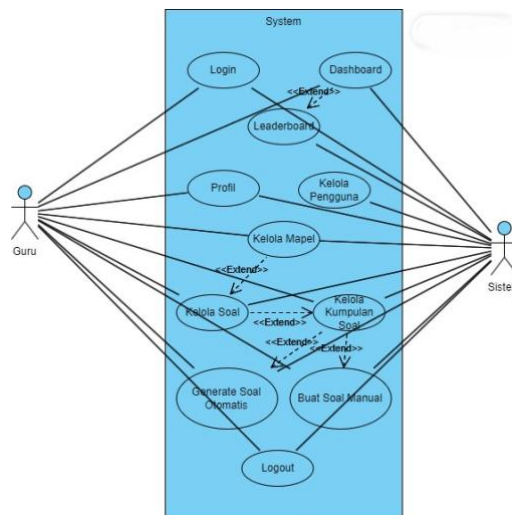 System
Login
Dashboard
<<Extend>>
Leaderboard
Profil
Kelola
Pengguna
Guru
Kelola Mapel
Siste
<<Extend>>
Kelola Soal
<<Extend>>
Kelola
Kumpulan
Soal
<<Extend>>
<<Extend>>
Generate Soal
Otomatis
Buat Soal Manual
Logout